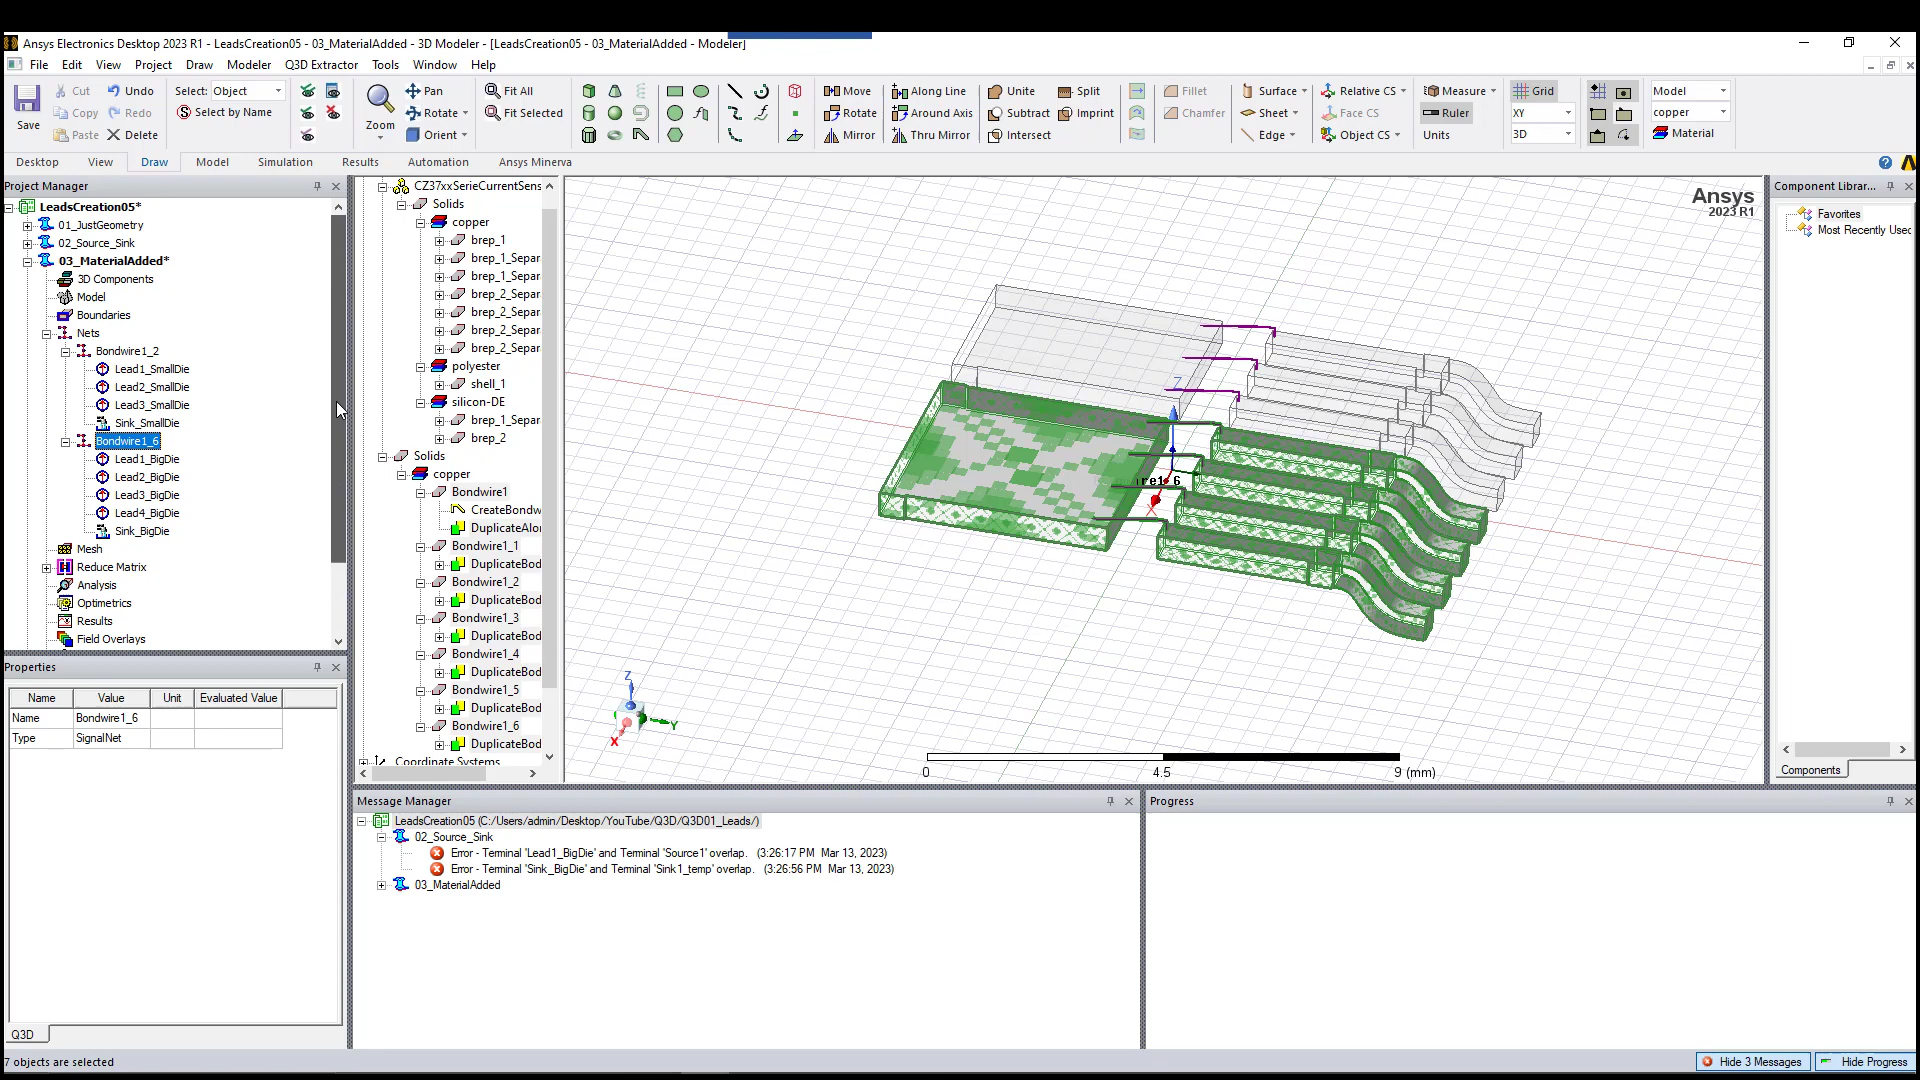 Ansys Electronics Desktop 2023 R1 - LeadsCreation05 - 03_MaterialAdded - 3D Modeler - [LeadsCreation05 - 03_MaterialAdded - Modeler]
File Edit View Project Draw Modeler Q3D Extractor Tools Window Help
Save
Cut Undo
Copy Redo
Paste Delete
Select: Object
Select by Name
Zoom
Pan
Rotate
Orient
Fit All
Fit Selected
Move Along Line
Rotate Around Axis
Mirror Thru Mirror
Unite Split
Subtract Imprint
Intersect
Fillet
Chamfer
Surface
Sheet
Edge
Relative CS
Face CS
Object CS
Measure
Ruler
Units
Grid
XY
3D
Model
copper
Material
Desktop View Draw Model Simulation Results Automation Ansys Minerva
Project Manager
LeadsCreation05*
01_JustGeometry
02_Source_Sink
03_MaterialAdded*
3D Components
Model
Boundaries
Nets
Bondwire1_2
Lead1_SmallDie
Lead2_SmallDie
Lead3_SmallDie
Sink_SmallDie
Bondwire1_6
Lead1_BigDie
Lead2_BigDie
Lead3_BigDie
Lead4_BigDie
Sink_BigDie
Mesh
Reduce Matrix
Analysis
Optimetrics
Results
Field Overlays
Properties
Name Value Unit Evaluated Value
Name Bondwire1_6
Type SignalNet
Q3D
CZ37xxSerieCurrentSens
Solids
copper
brep_1
brep_1_Separ
brep_1_Separ
brep_2_Separ
brep_2_Separ
brep_2_Separ
brep_2_Separ
polyester
shell_1
silicon-DE
brep_1_Separ
brep_2
Solids
copper
Bondwire1
CreateBondw
DuplicateAlor
Bondwire1_1
DuplicateBod
Bondwire1_2
DuplicateBod
Bondwire1_3
DuplicateBod
Bondwire1_4
DuplicateBod
Bondwire1_5
DuplicateBod
Bondwire1_6
DuplicateBod
Coordinate Systems
Ansys
2023 R1
Z
X
Z
Y
X
0 4.5 9 (mm)
Component Librar...
Favorites
Most Recently Used
Components
Message Manager
LeadsCreation05 (C:/Users/admin/Desktop/YouTube/Q3D/Q3D01_Leads/)
02_Source_Sink
Error - Terminal 'Lead1_BigDie' and Terminal 'Source1' overlap. (3:26:17 PM Mar 13, 2023)
Error - Terminal 'Sink_BigDie' and Terminal 'Sink1_temp' overlap. (3:26:56 PM Mar 13, 2023)
03_MaterialAdded
Progress
7 objects are selected
Hide 3 Messages Hide Progress